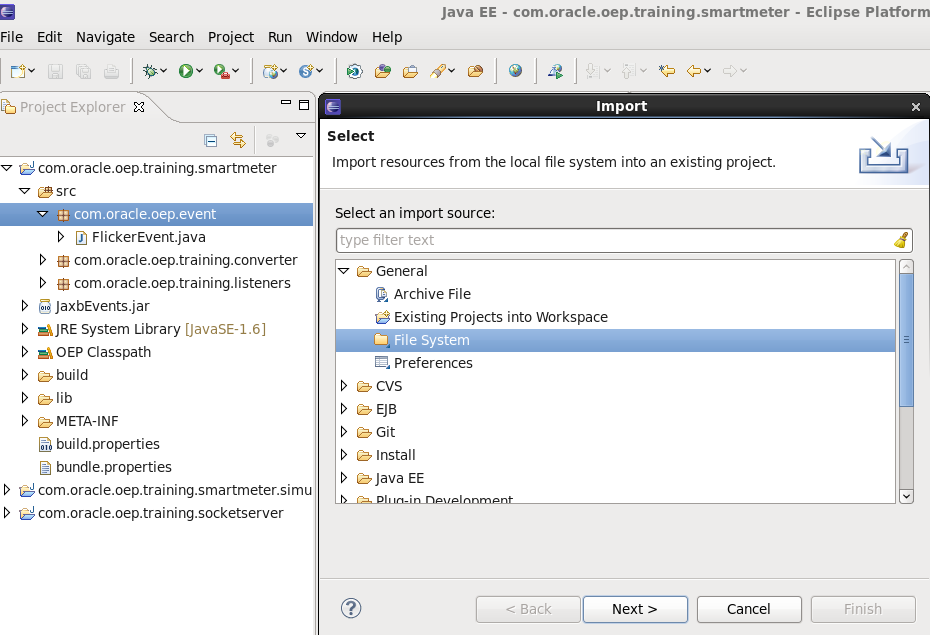 Java EE - com.oracle.oep.training.smartmeter - Eclipse Platform
File Edit Navigate Search Project Run Window Help
Project Explorer
com.oracle.oep.training.smartmeter
src
com.oracle.oep.event
FlickerEvent.java
com.oracle.oep.training.converter
com.oracle.oep.training.listeners
JaxbEvents.jar
JRE System Library [JavaSE-1.6]
OEP Classpath
build
lib
META-INF
build.properties
bundle.properties
com.oracle.oep.training.smartmeter.simu
com.oracle.oep.training.socketserver
Import
Select
Import resources from the local file system into an existing project.
Select an import source:
type filter text
General
Archive File
Existing Projects into Workspace
File System
Preferences
CVS
EJB
Git
Install
Java EE
Plug-in Development
?
< Back Next > Cancel Finish